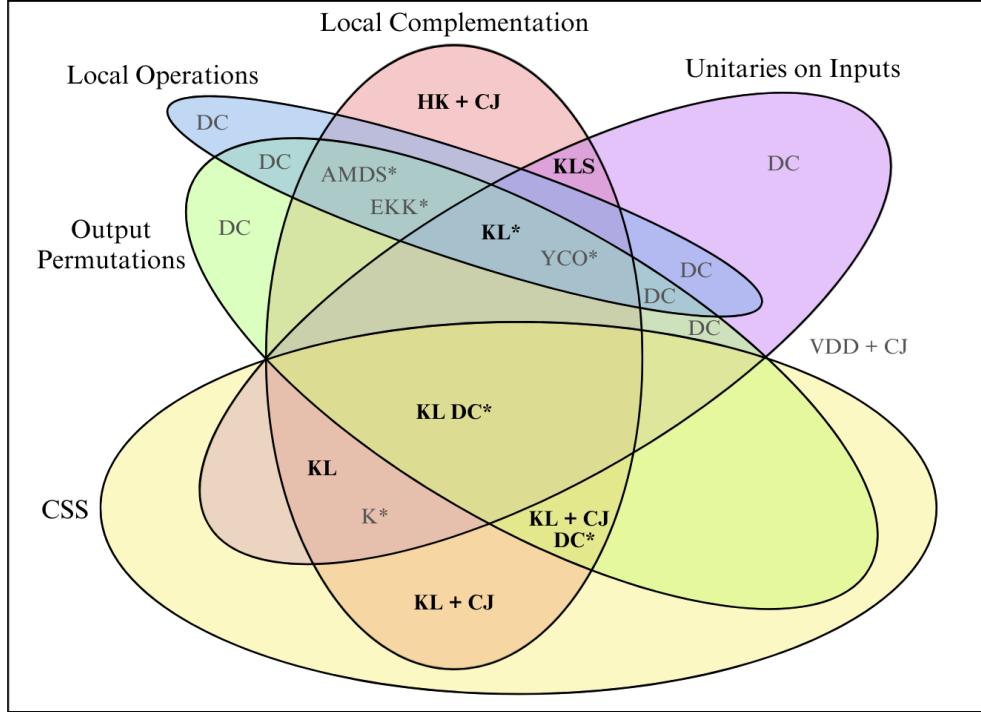 Local Complementation
Local Operations
Unitaries on Inputs
HK + CJ
DC
DC
AMDS*
KLS
DC
EKK*
Output
Permutations
DC
KL*
YCO*
DC
DC
DC
VDD + CJ
KL DC*
KL
CSS
K*
KL + CJ
DC*
KL + CJ